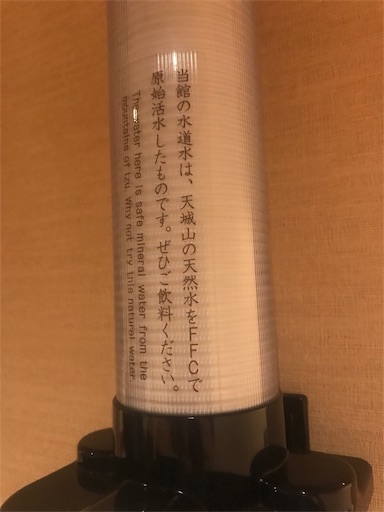 当館の水道水は、天城山の天然水をFFCで
原始活水したものです。ぜひご飲料ください。
The water here is safe mineral water from the
mountains of Izu. Why not try this natural water.